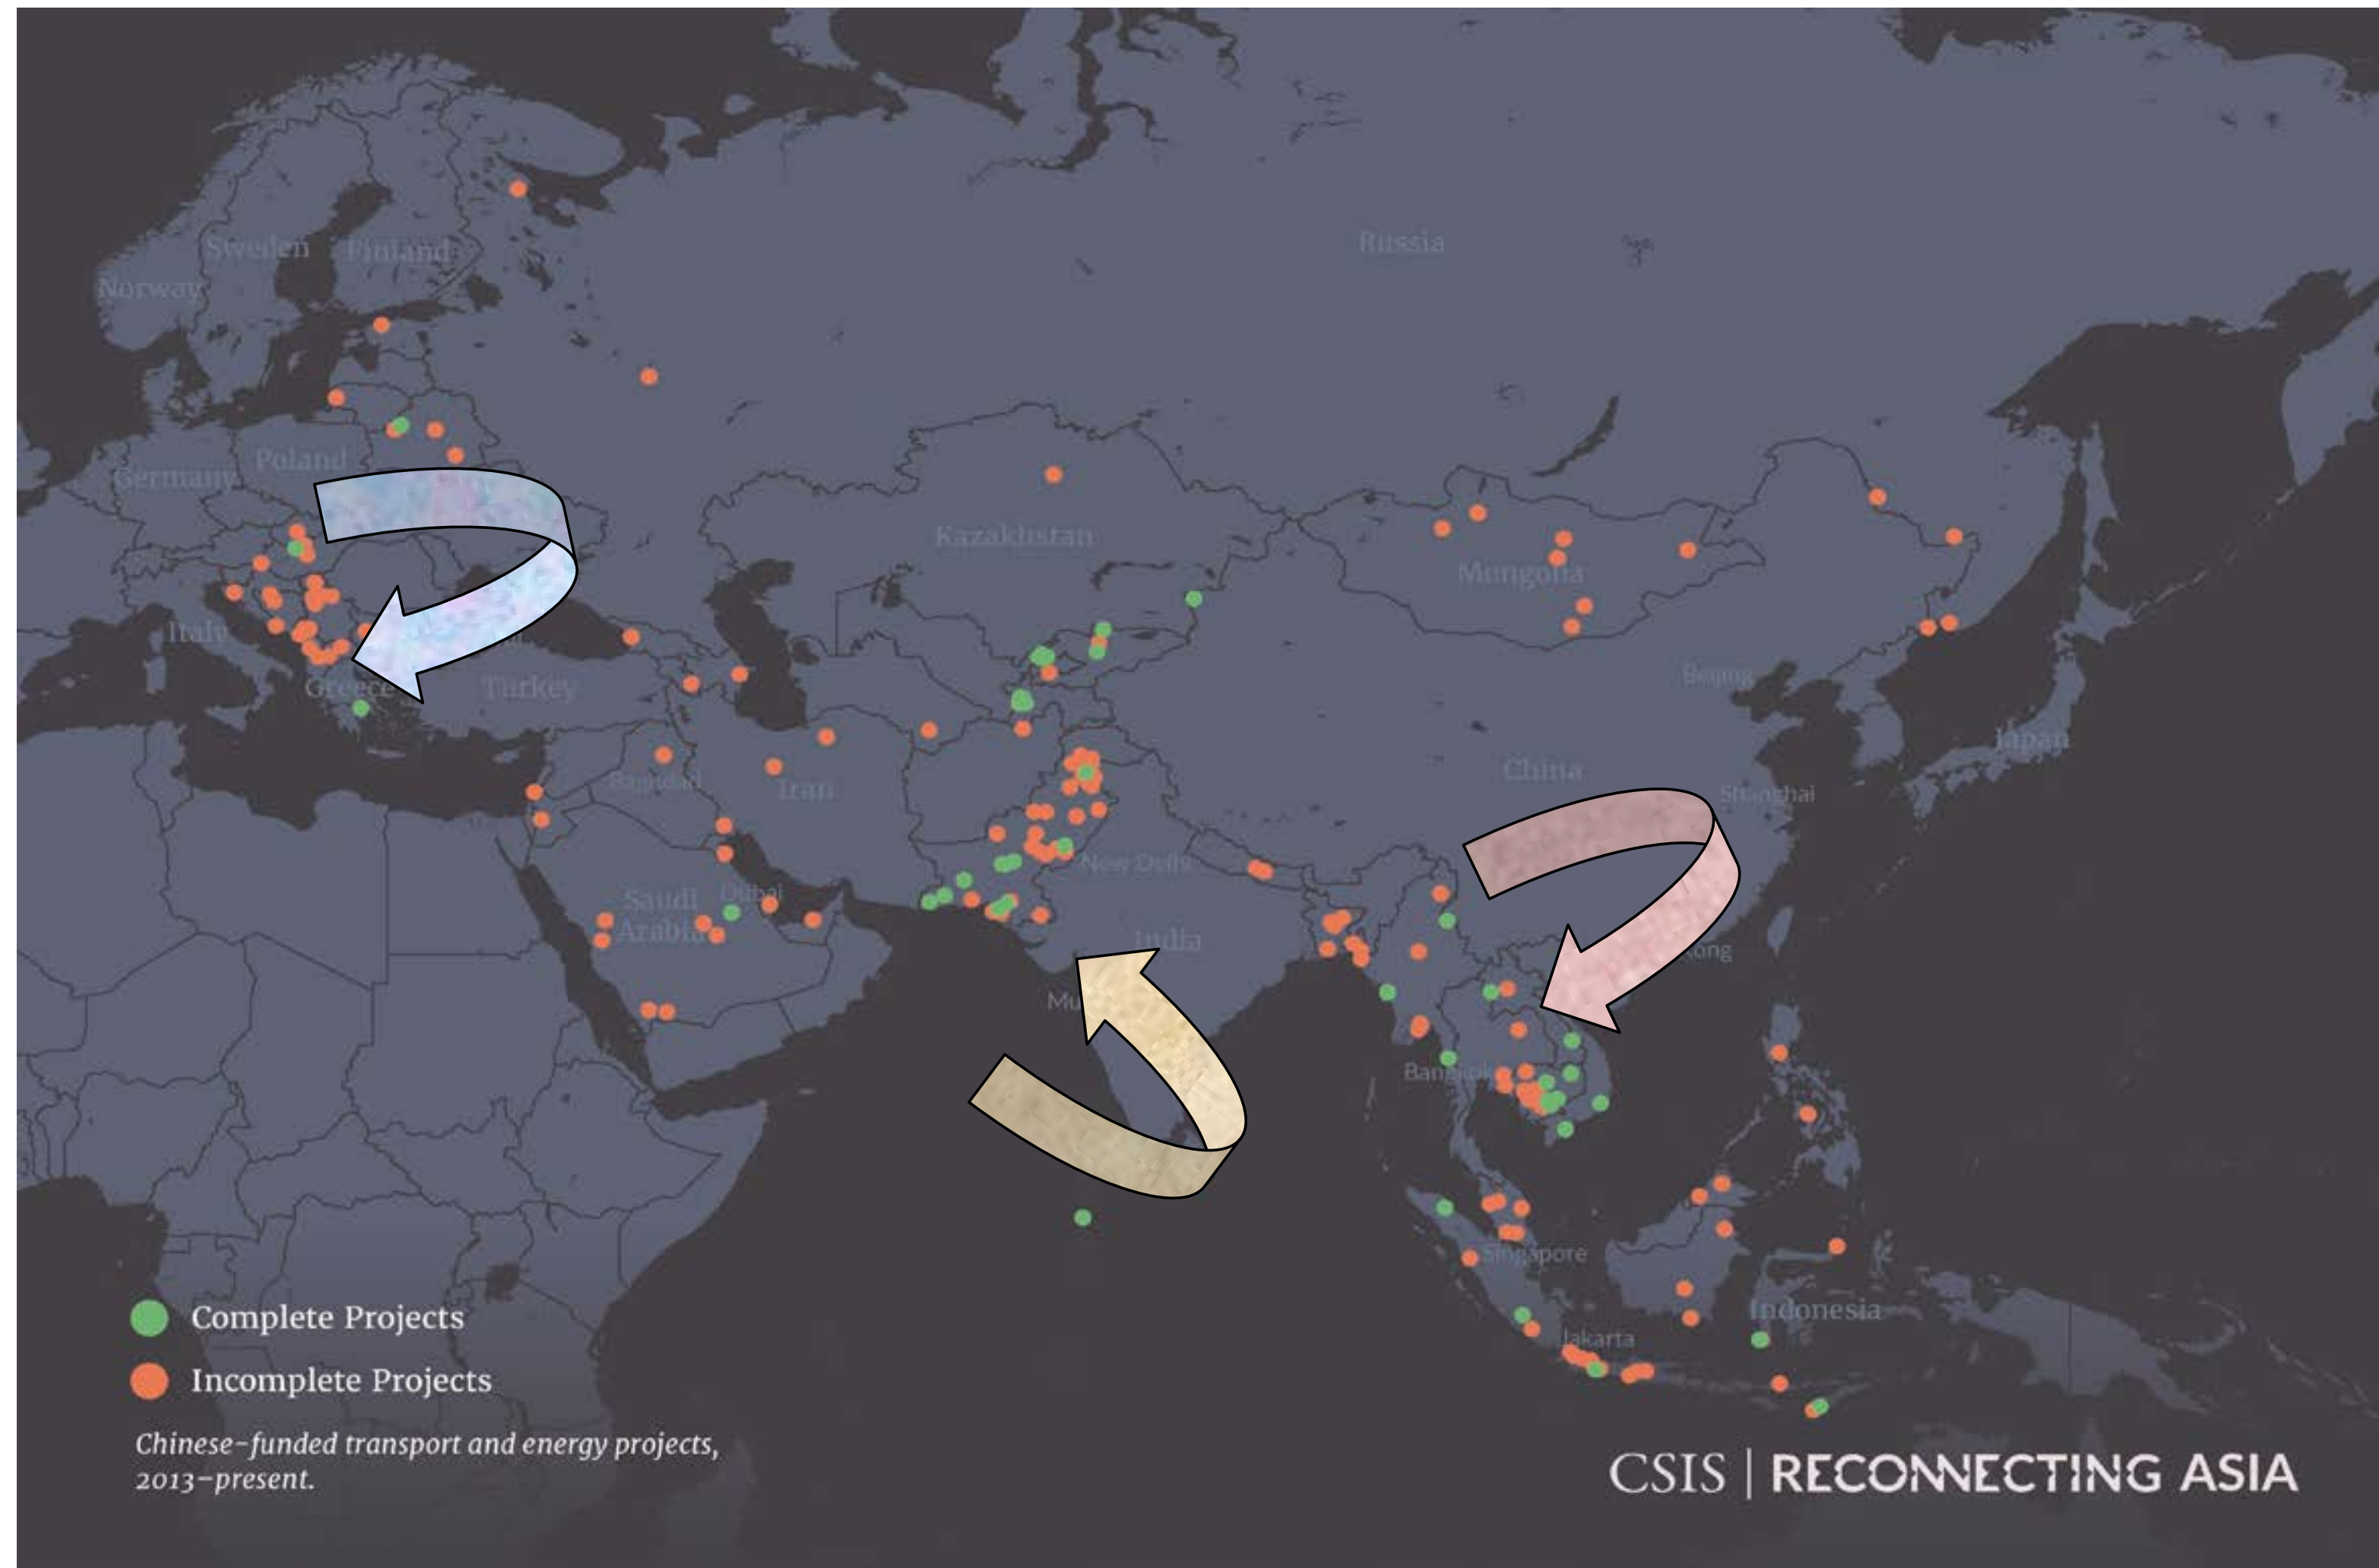 Russia
Sweden
Finland
Norway
Poland
Germany
Kazakhstan
Mongolia
Italy
Greece
Turkey
Beijing
Japan
Baghdad
Iran
China
Shanghai
New Delhi
Saudi
Arabia
Dubai
India
Bangkok
Singapore
Indonesia
Jakarta
Complete Projects
Incomplete Projects
Chinese-funded transport and energy projects,
2013–present.
CSIS | RECONNECTING ASIA